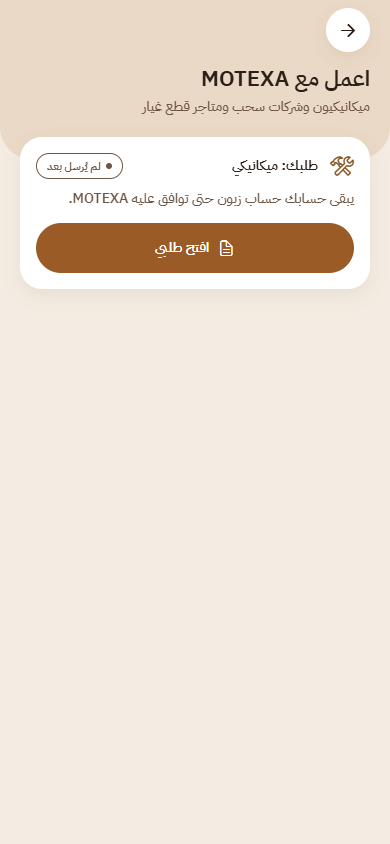 اعمل مع MOTEXA
ميكانيكيون وشركات سحب ومتاجر قطع غيار
طلبك: ميكانيكي
لم يُرسل بعد
يبقى حسابك حساب زبون حتى توافق عليه MOTEXA.
افتح طلبي